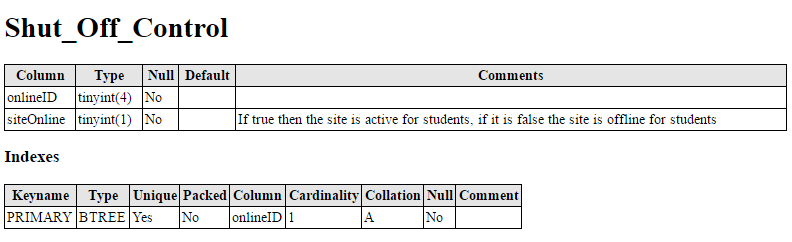 Shut_Off_Control
Column Type Null Default Comments
onlineID tinyint(4) No
siteOnline tinyint(1) No If true then the site is active for students, if it is false the site is offline for students
Indexes
Keyname Type Unique Packed Column Cardinality Collation Null Comment
PRIMARY BTREE Yes No onlineID 1 A No